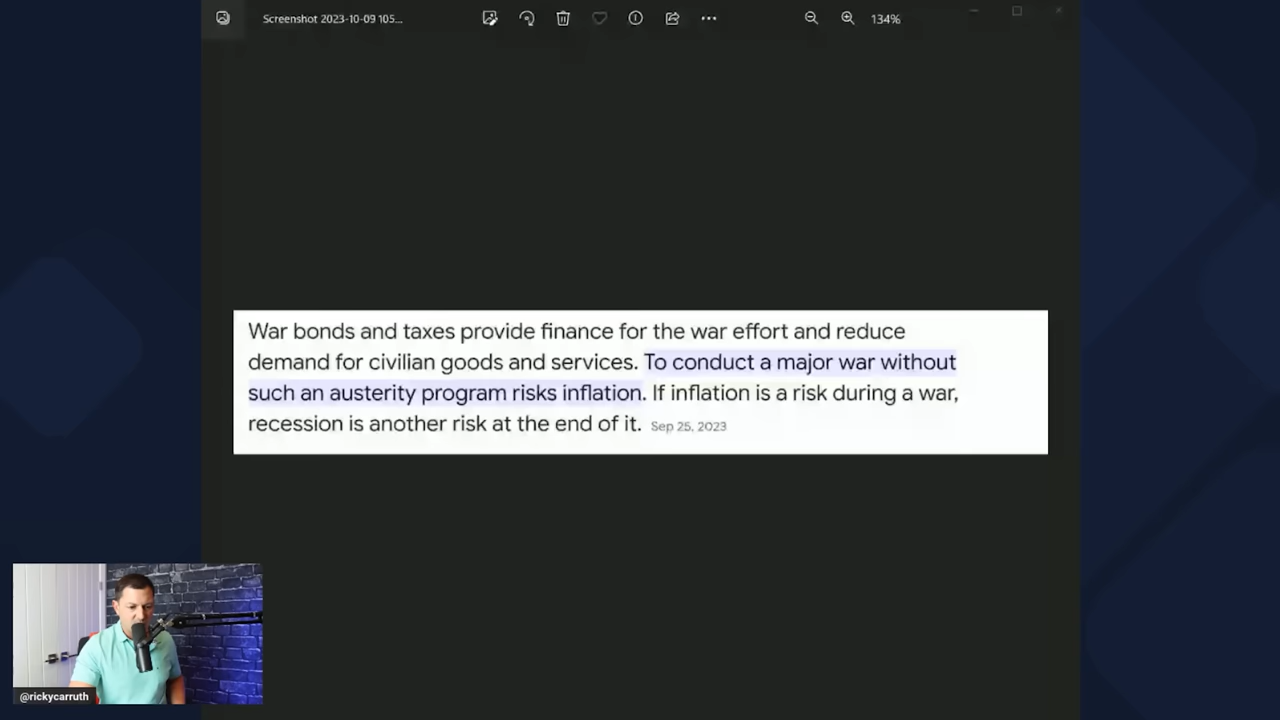 Screenshot 2023-10-09 105...
134%
War bonds and taxes provide finance for the war effort and reduce
demand for civilian goods and services. To conduct a major war without
such an austerity program risks inflation. If inflation is a risk during a war,
recession is another risk at the end of it. Sep 25, 2023
@rickycarruth